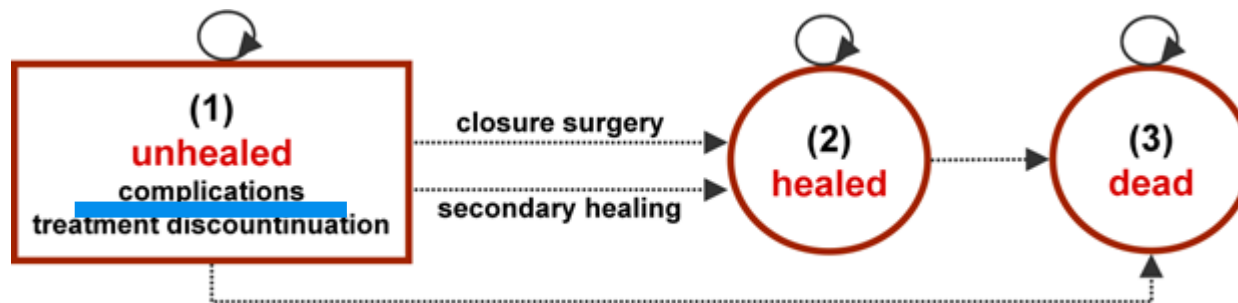 (1)
unhealed
complications
treatment discountinuation
closure surgery
secondary healing
(2)
healed
(3)
dead